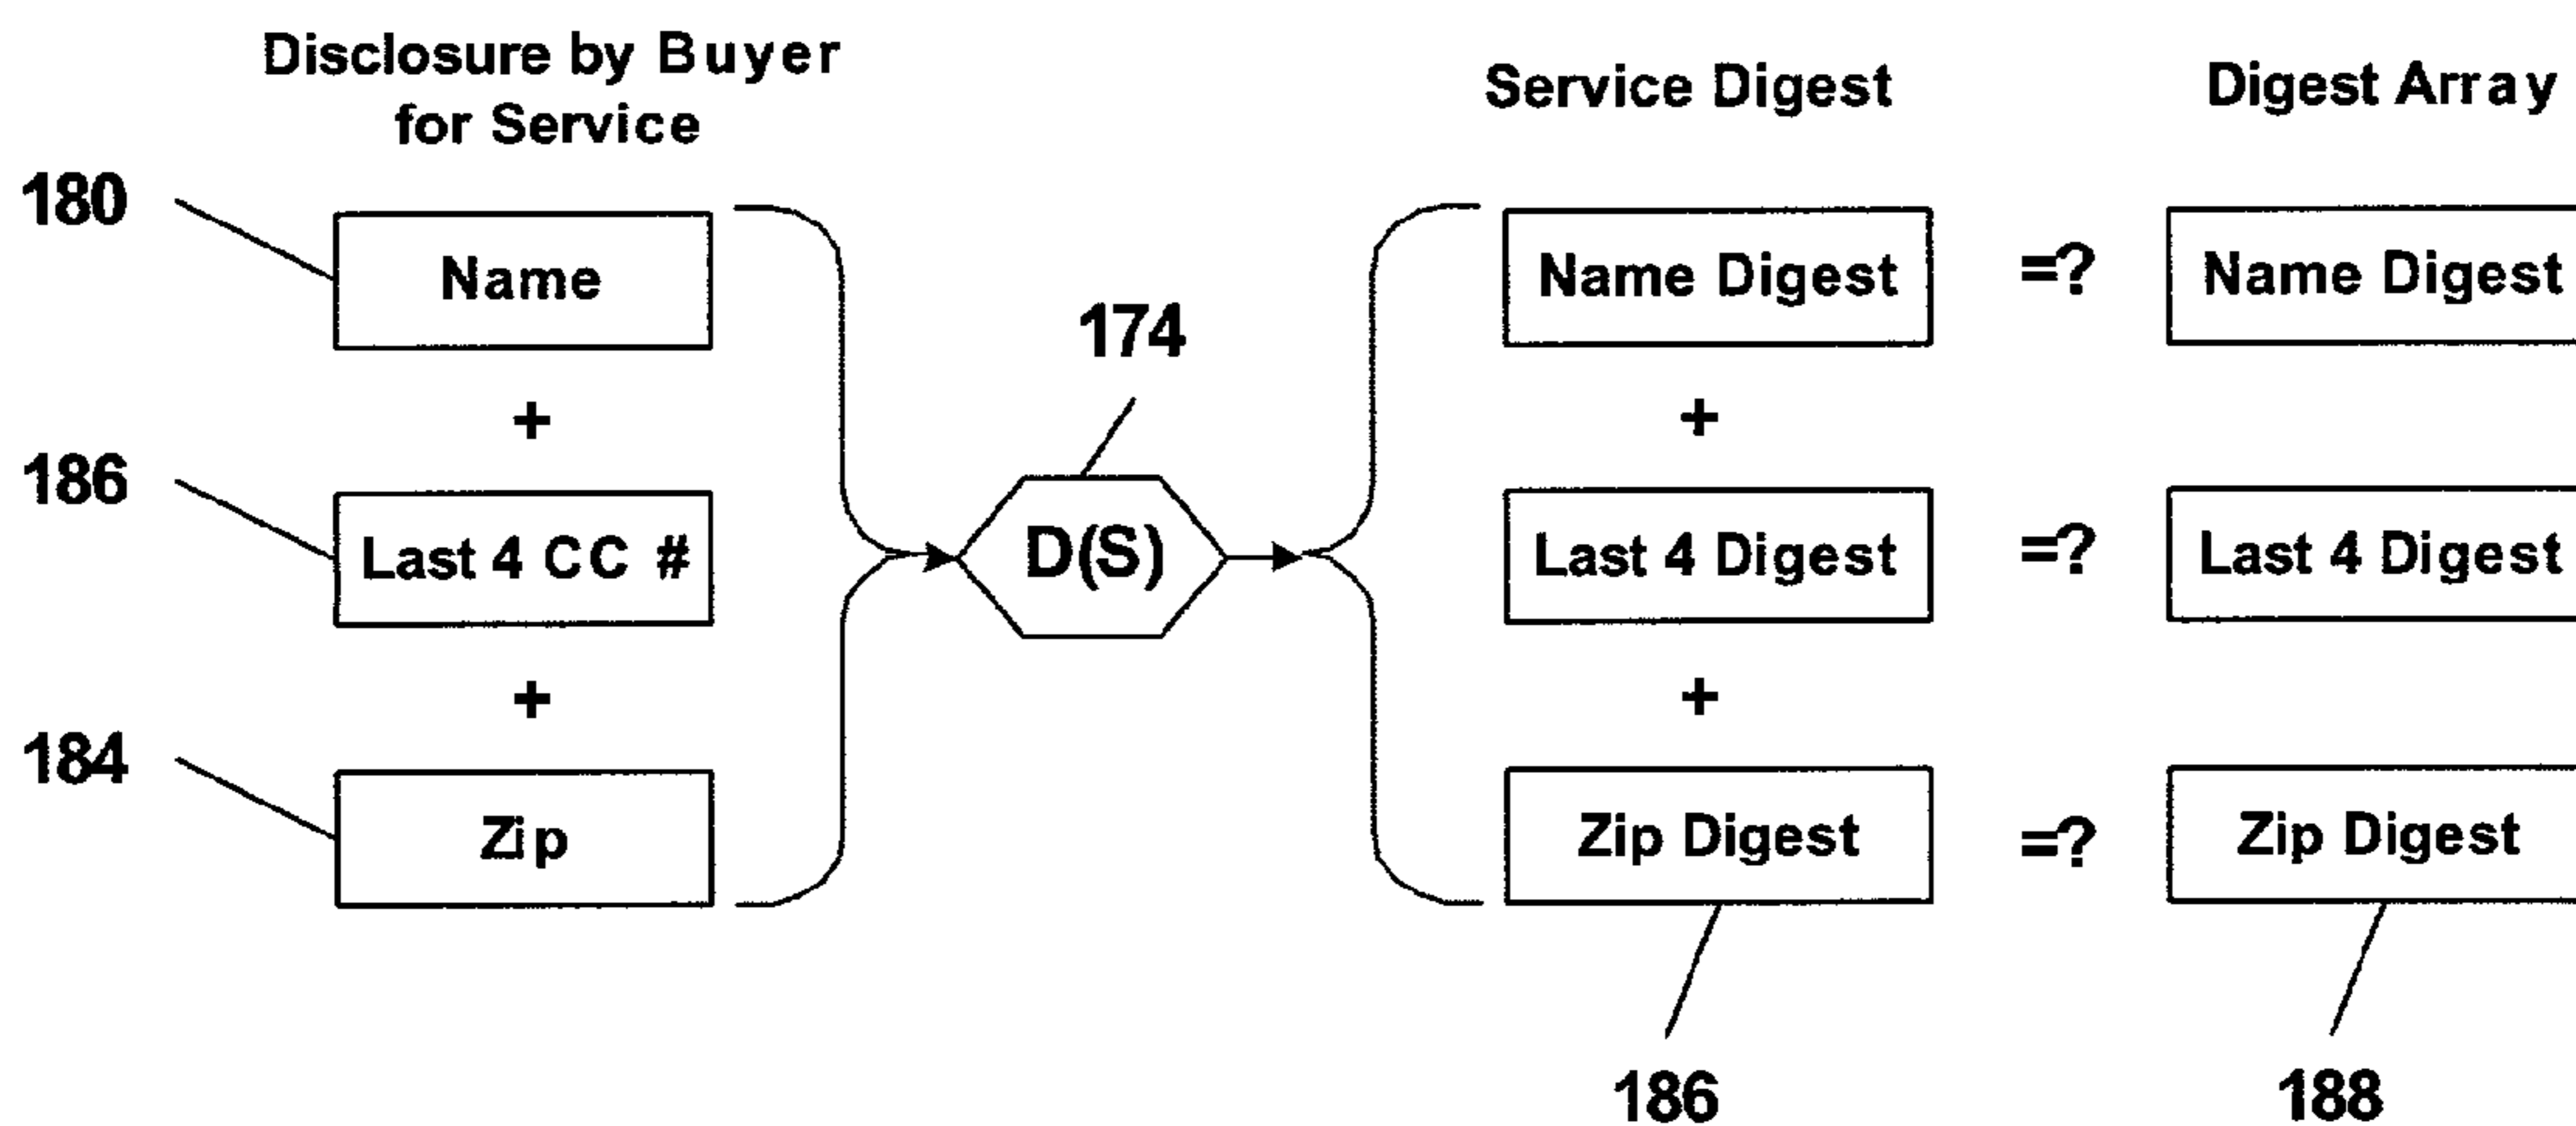 Disclosure by Buyer
for Service
Service Digest
Digest Array
180
Name
Name Digest
=?
Name Digest
174
+
+
186
Last 4 CC #
D(S)
Last 4 Digest
=?
Last 4 Digest
+
+
184
Zip
Zip Digest
=?
Zip Digest
186
188